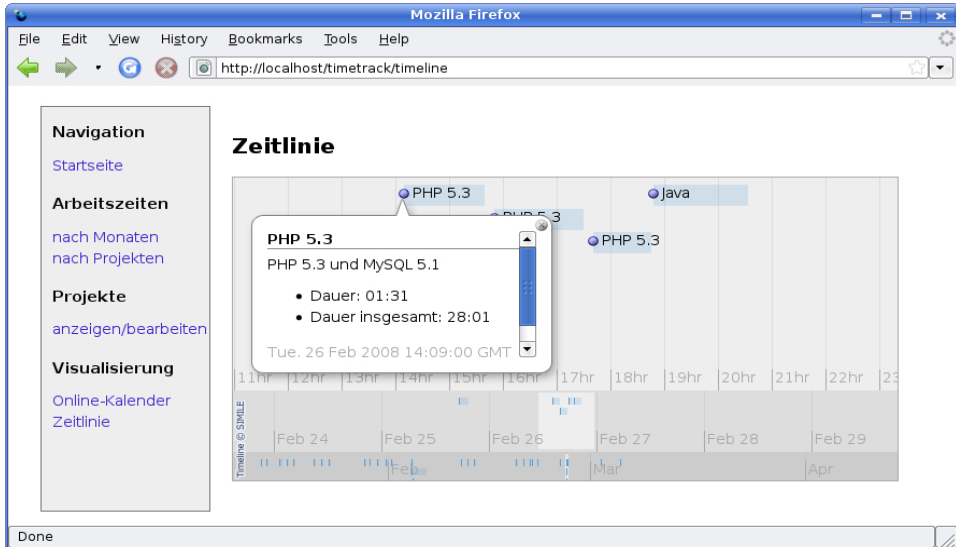 Mozilla Firefox
File Edit View History Bookmarks Tools Help
http://localhost/timetrack/timeline
Navigation
Startseite
Arbeitszeiten
nach Monaten
nach Projekten
Projekte
anzeigen/bearbeiten
Visualisierung
Online-Kalender
Zeitlinie
Zeitlinie
PHP 5.3
Java
PHP 5.3
PHP 5.3
PHP 5.3
PHP 5.3 und MySQL 5.1
• Dauer: 01:31
• Dauer insgesamt: 28:01
Tue. 26 Feb 2008 14:09:00 GMT
11hr 12hr 13hr 14hr 15hr 16hr 17hr 18hr 19hr 20hr 21hr 22hr 23
Timeline © SIMILE
Feb 24 Feb 25 Feb 26 Feb 27 Feb 28 Feb 29
Feb Mar Apr
Done